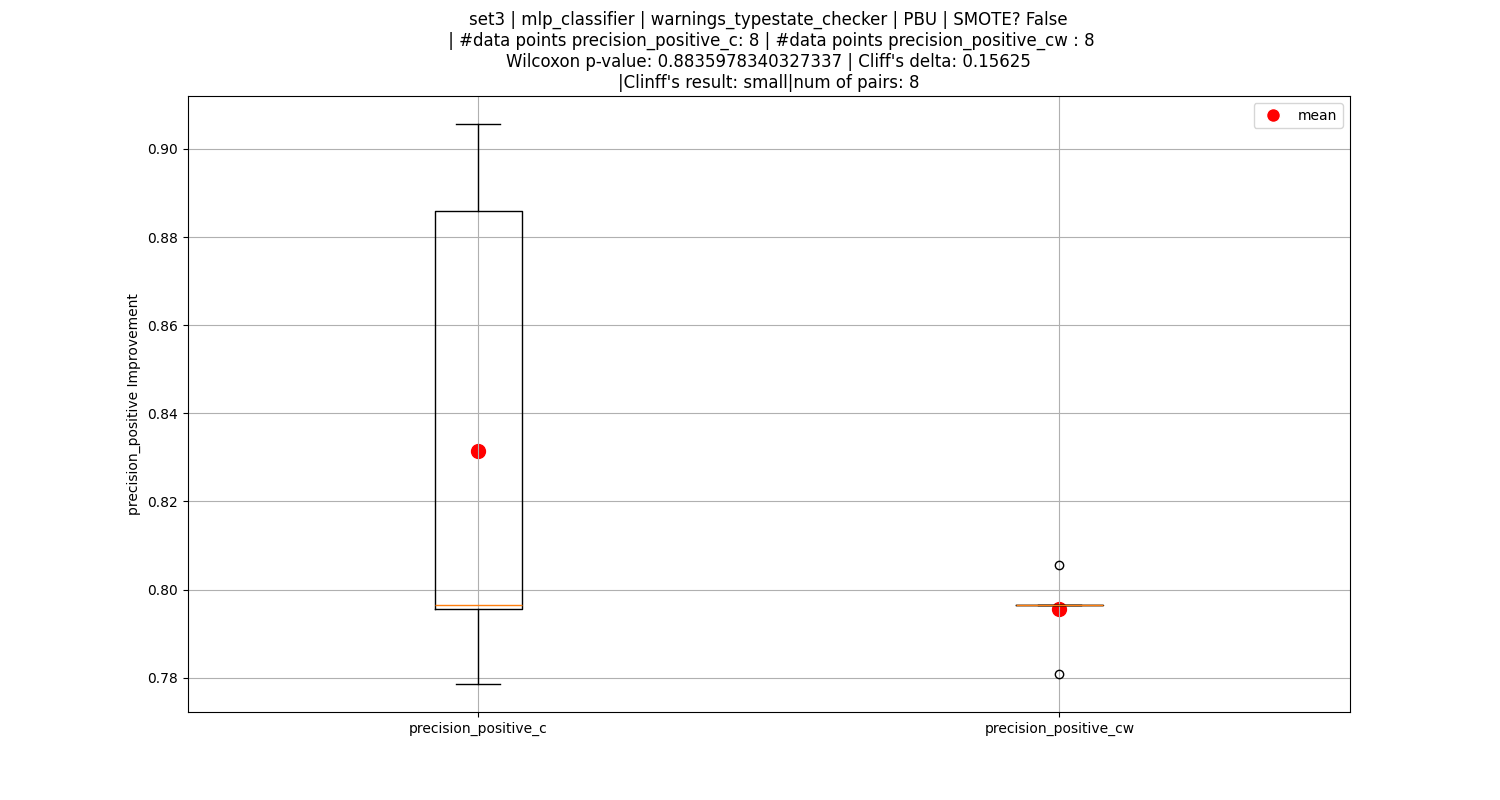 set3 | mlp_classifier | warnings_typestate_checker | PBU | SMOTE? False
| #data points precision_positive_c: 8 | #data points precision_positive_cw : 8
Wilcoxon p-value: 0.8835978340327337 | Cliff's delta: 0.15625
|Clinff's result: small|num of pairs: 8
mean
0.90
0.88
0.86
0.84
0.82
0.80
0.78
precision_positive Improvement
precision_positive_c
precision_positive_cw